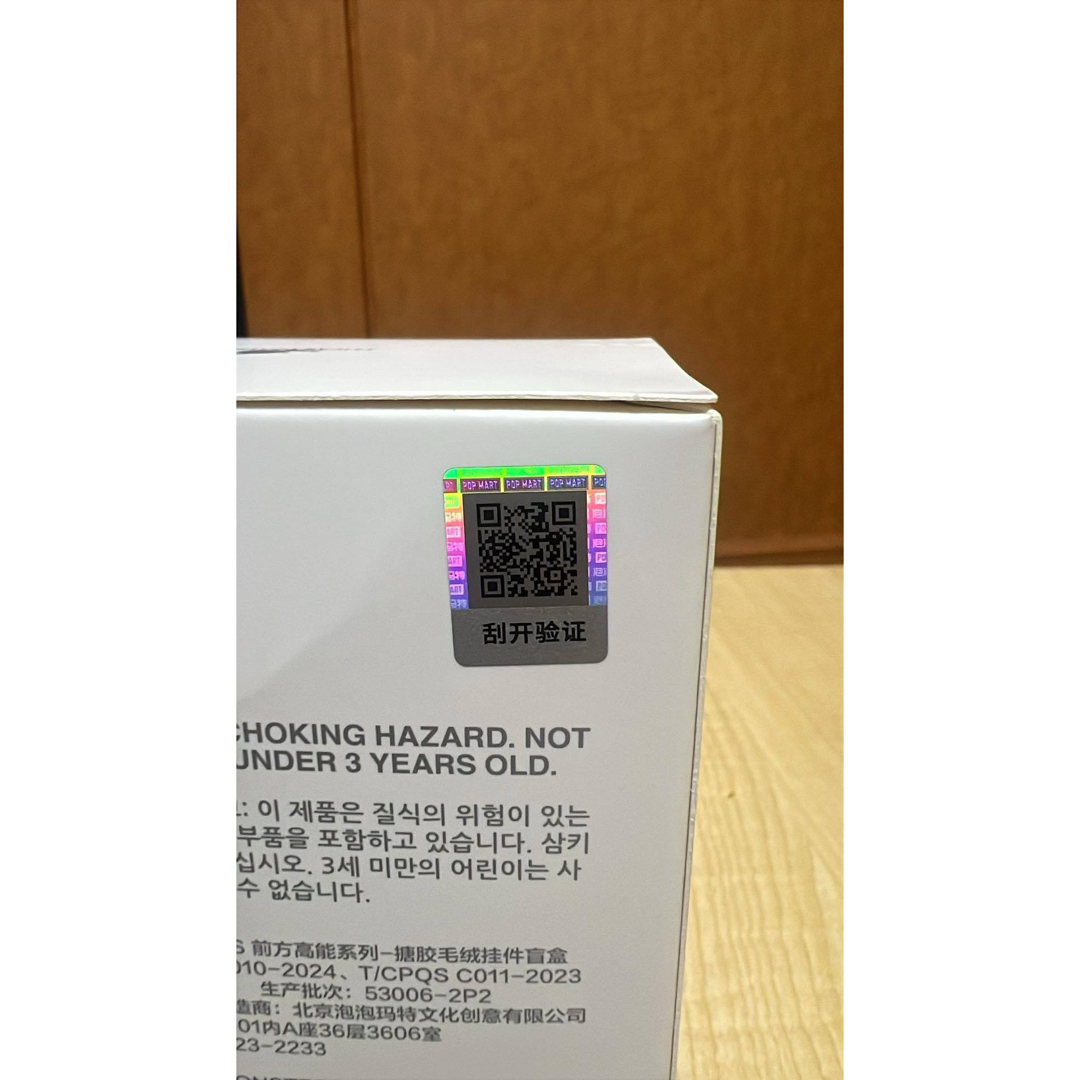 POP MART POP MART POP MART
刮开验证
CHOKING HAZARD. NOT
UNDER 3 YEARS OLD.
이 제품은 질식의 위험이 있는
부품을 포함하고 있습니다. 삼키
십시오. 3세 미만의 어린이는 사
수 없습니다.
S 前方高能系列-搪胶毛绒挂件盲盒
010-2024、T/CPQS C011-2023
生产批次：53006-2P2
造商：北京泡泡玛特文化创意有限公司
01内A座36层3606室
23-2233